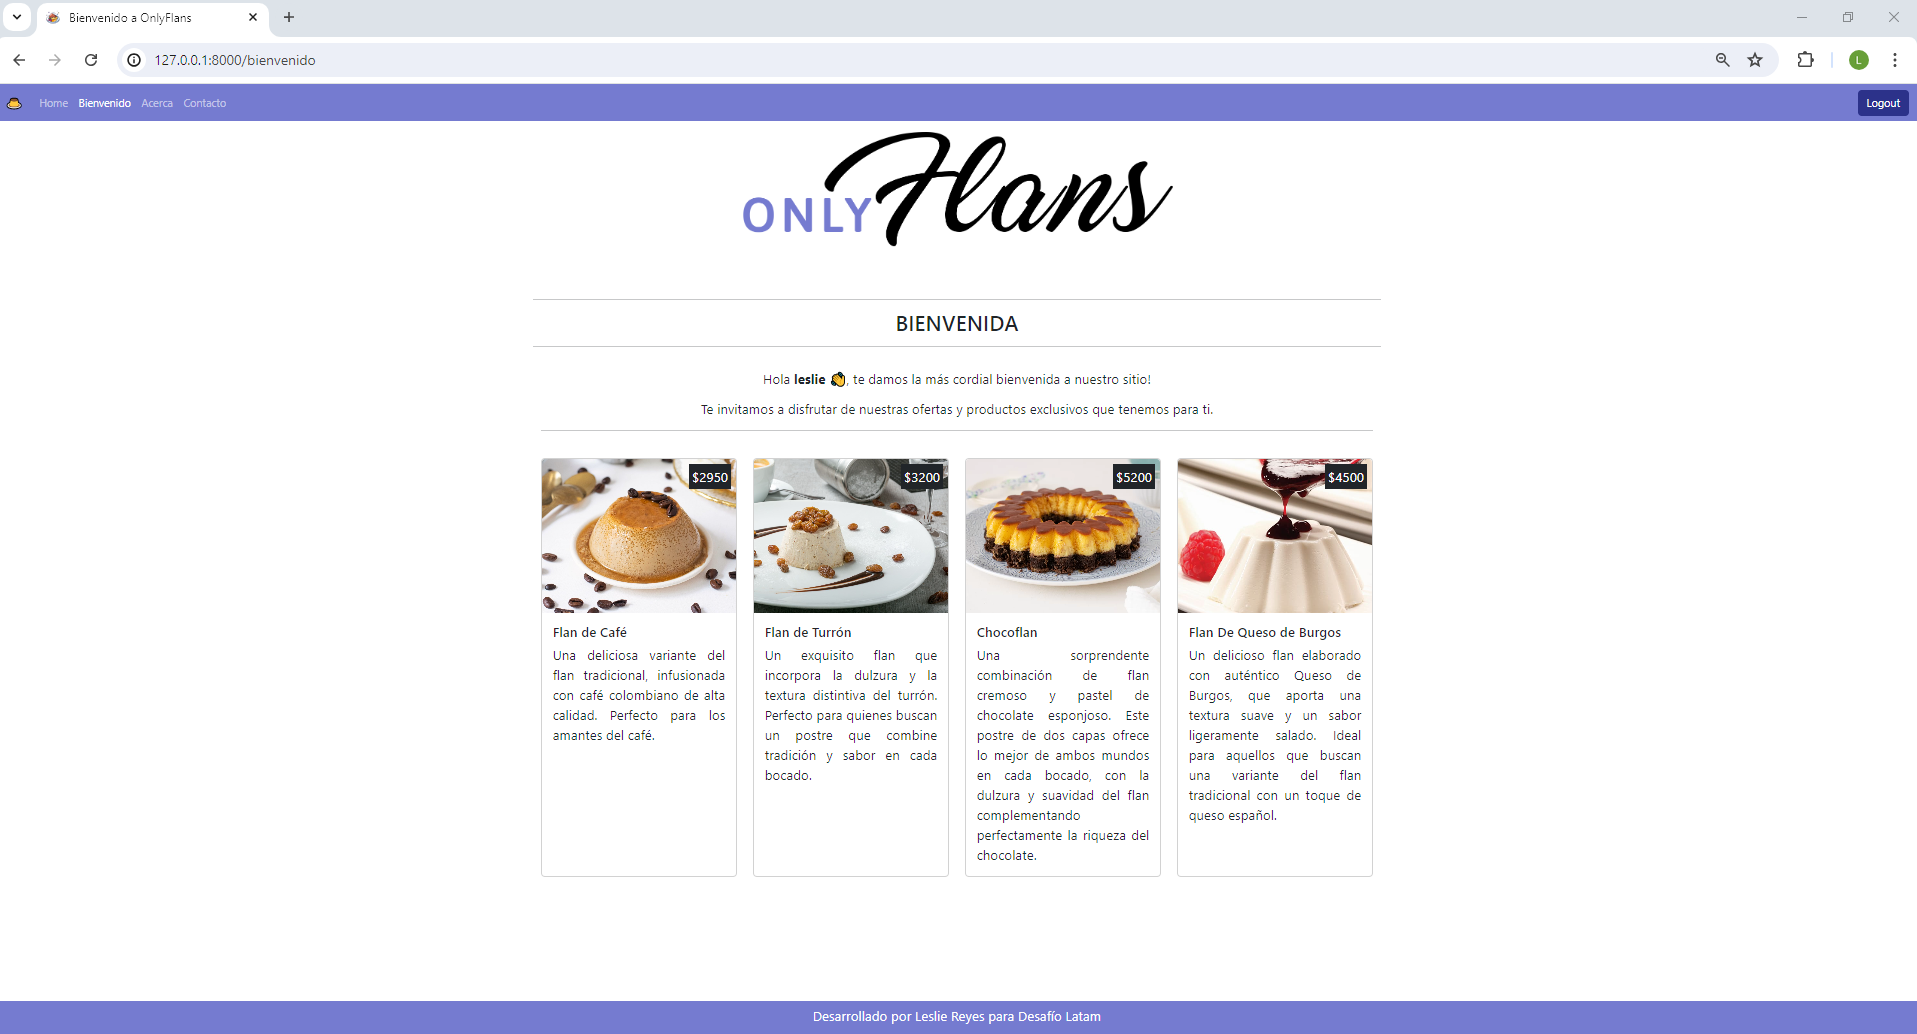 Bienvenido a OnlyFlans
127.0.0.1:8000/bienvenido
L
Home Bienvenido Acerca Contacto
Logout
ONLY Flans
BIENVENIDA
Hola leslie 👏, te damos la más cordial bienvenida a nuestro sitio!
Te invitamos a disfrutar de nuestras ofertas y productos exclusivos que tenemos para ti.
$2950
Flan de Café
Una deliciosa variante del
flan tradicional, infusionada
con café colombiano de alta
calidad. Perfecto para los
amantes del café.
$3200
Flan de Turrón
Un exquisito flan que
incorpora la dulzura y la
textura distintiva del turrón.
Perfecto para quienes buscan
un postre que combine
tradición y sabor en cada
bocado.
$5200
Chocoflan
Una sorprendente
combinación de flan
cremoso y pastel de
chocolate esponjoso. Este
postre de dos capas ofrece
lo mejor de ambos mundos
en cada bocado, con la
dulzura y suavidad del flan
complementando
perfectamente la riqueza del
chocolate.
$4500
Flan De Queso de Burgos
Un delicioso flan elaborado
con auténtico Queso de
Burgos, que aporta una
textura suave y un sabor
ligeramente salado. Ideal
para aquellos que buscan
una variante del flan
tradicional con un toque de
queso español.
Desarrollado por Leslie Reyes para Desafío Latam